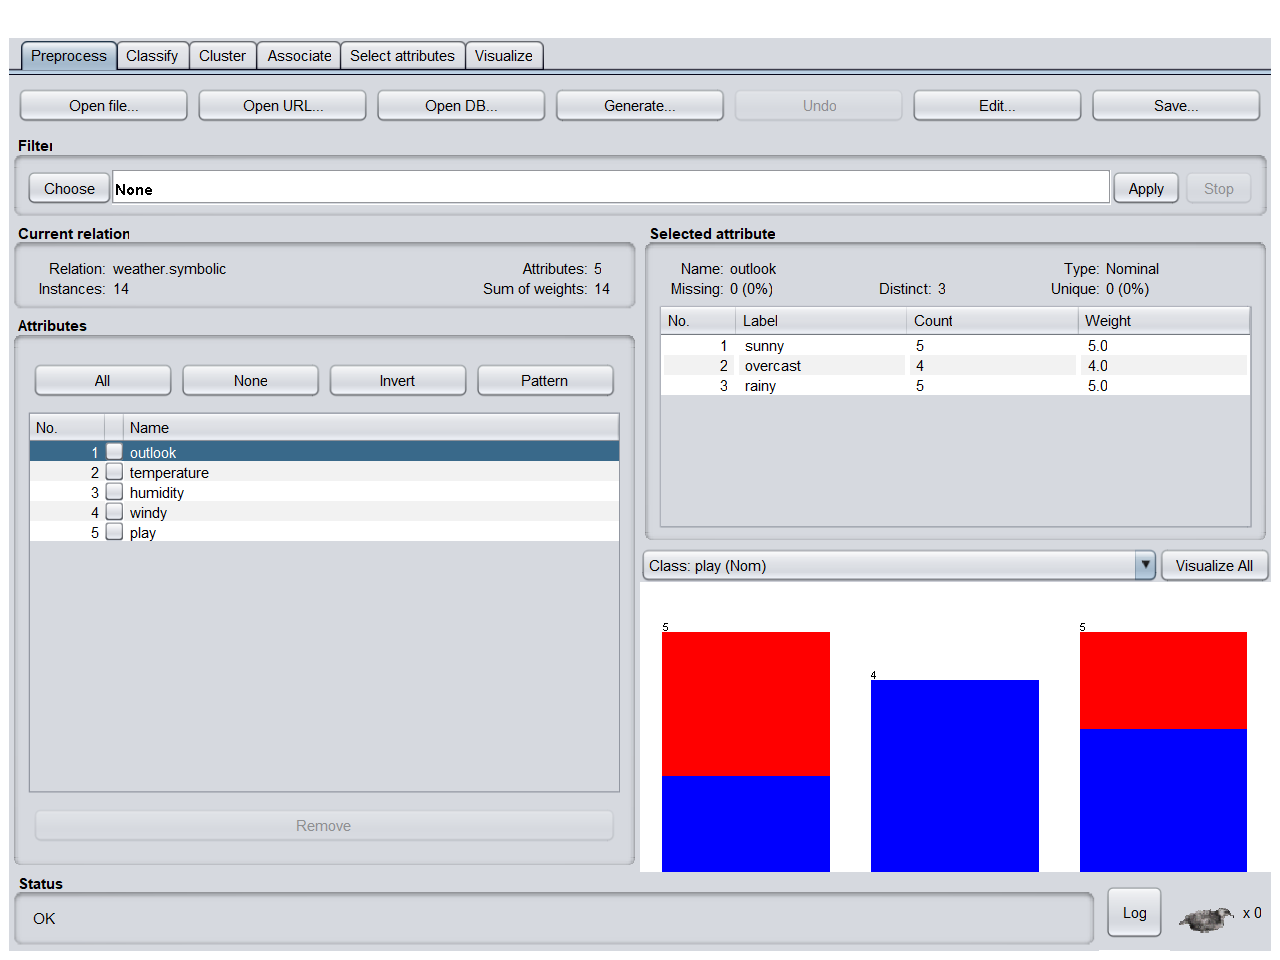 Preprocess Classify Cluster Associate Select attributes Visualize
Open file... Open URL... Open DB... Generate... Undo Edit... Save...
Filter
Choose None Apply Stop
Current relation
Relation: weather.symbolic Attributes: 5
Instances: 14 Sum of weights: 14
Attributes
All None Invert Pattern
No. Name
1 outlook
2 temperature
3 humidity
4 windy
5 play
Remove
Selected attribute
Name: outlook Type: Nominal
Missing: 0 (0%) Distinct: 3 Unique: 0 (0%)
No. Label Count Weight
1 sunny 5 5.0
2 overcast 4 4.0
3 rainy 5 5.0
Class: play (Nom) Visualize All
5 4 5
Status
OK Log x 0